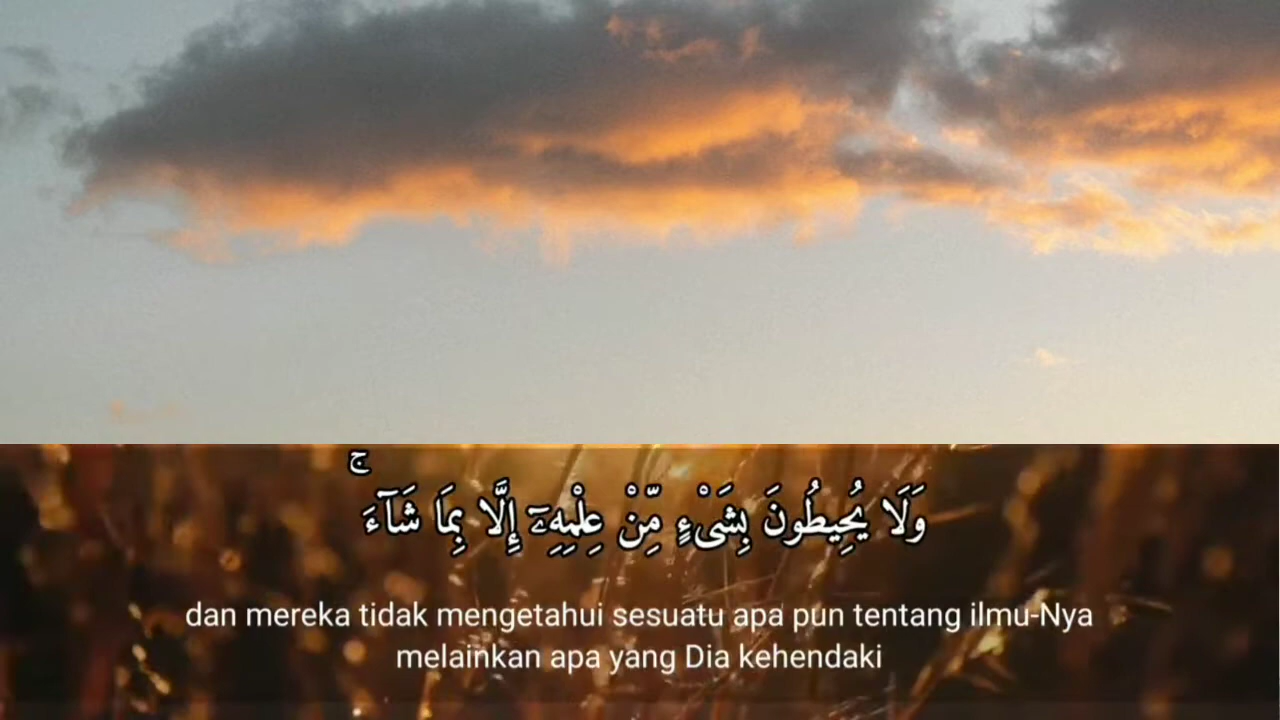 وَلَا يُحِيطُونَ بِشَىْءٍ مِّنْ عِلْمِهِۦٓ إِلَّا بِمَا شَآءَ ۚ
dan mereka tidak mengetahui sesuatu apa pun tentang ilmu-Nya
melainkan apa yang Dia kehendaki